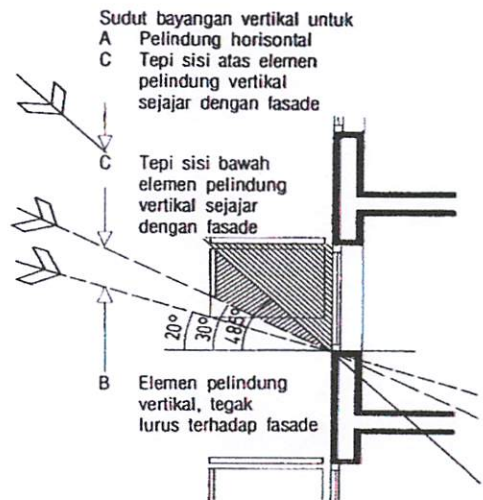 Sudut bayangan vertikal untuk
A Pelindung horisontal
C Tepi sisi atas elemen
pelindung vertikal
sejajar dengan fasade
C Tepi sisi bawah
elemen pelindung
vertikal sejajar
dengan fasade
20° 30° 48,5°
B Elemen pelindung
vertikal, tegak
lurus terhadap fasade